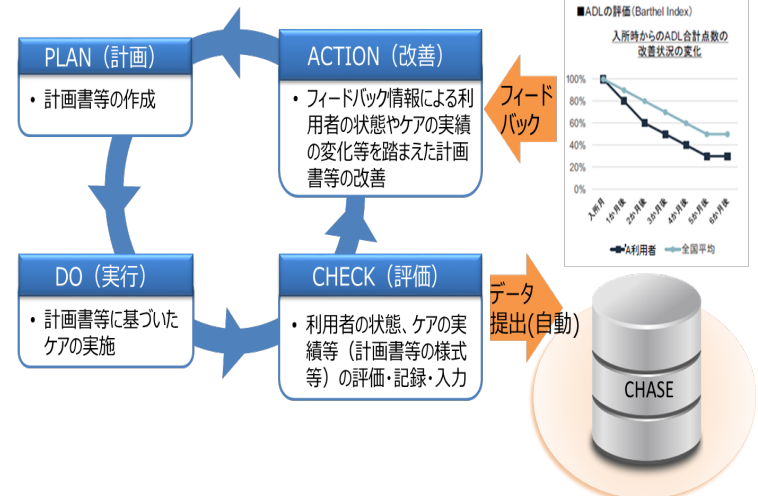 PLAN（計画）
・計画書等の作成
ACTION（改善）
・フィードバック情報による利
用者の状態やケアの実績
の変化等を踏まえた計画
書等の改善
フィード
バック
■ADLの評価（Barthel Index）
入所時からのADL合計点数の
改善状況の変化
100%
80%
60%
40%
20%
0%
入所月
1か月後
2か月後
3か月後
4か月後
5か月後
6か月後
A利用者
全国平均
DO（実行）
・計画書等に基づいた
ケアの実施
CHECK（評価）
・利用者の状態、ケアの実
績等（計画書等の様式
等）の評価・記録・入力
データ
提出(自動)
CHASE